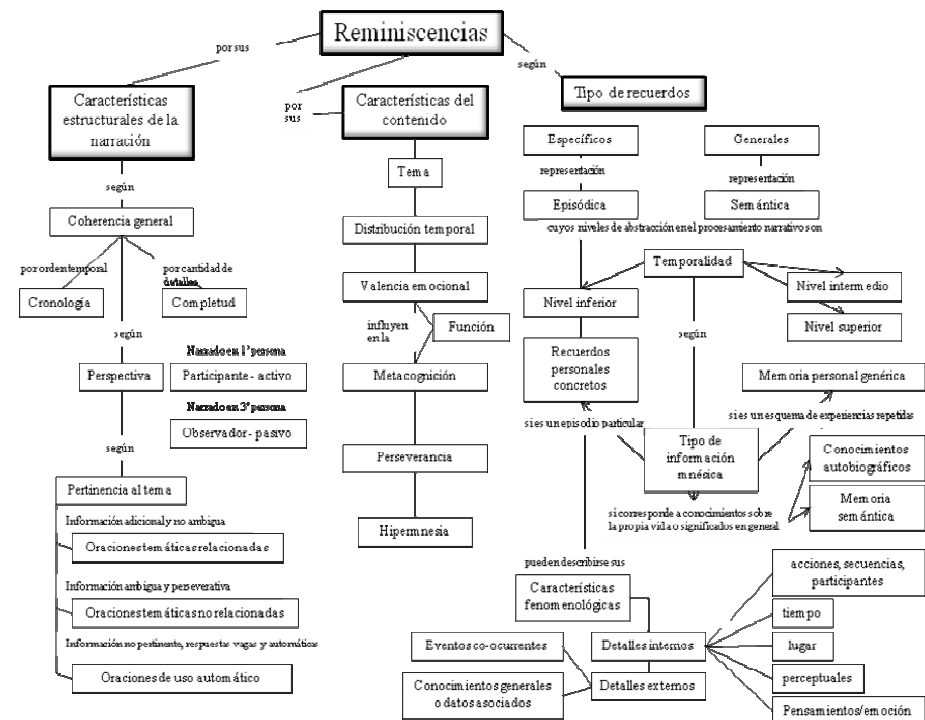 Reminiscencias
por sus
por
sus
según
Características
estructurales de la
narración
según
Coherencia general
por orden temporal
por cantidad de
detalles
Cronología
Completud
según
Perspectiva
Narrado en 1ª persona
Participante- activo
Narrado en 3ª persona
Observador- pasivo
según
Pertinencia al tema
Información adicional y no ambigua
Oraciones temáticas relacionadas
Información ambigua y perseverativa
Oraciones temáticas no relacionadas
Información no pertinente, respuestas vagas y automáticas
Oraciones de uso automático
Características del
contenido
Tema
Distribución temporal
Valencia emocional
influyen
en la
Función
Metacognición
Perseverancia
Hipermnesia
Tipo de recuerdos
Específicos
Generales
representación
representación
Episódica
Semántica
cuyos niveles de abstracción en el procesamiento narrativo son
Temporalidad
Nivel inferior
Nivel intermedio
Nivel superior
según
Recuerdos
personales
concretos
Memoria personal genérica
si es un episodio particular
si es un esquema de experiencias repetidas
Tipo de
información
mnésica
Conocimientos
autobiográficos
Memoria
semántica
si corresponde a conocimientos sobre
la propia vida o significados en general
pueden describirse sus
Características
fenomenológicas
acciones, secuencias,
participantes
tiempo
Eventos co-ocurrentes
Detalles internos
lugar
Conocimientos generales
o datos asociados
Detalles externos
perceptuales
Pensamientos/emoción